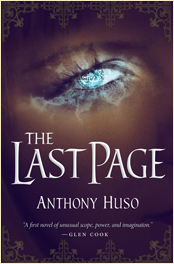 THE
LAST PAGE
ANTHONY HUSO
"A first novel of unusual scope, power, and imagination."
—GLEN COOK